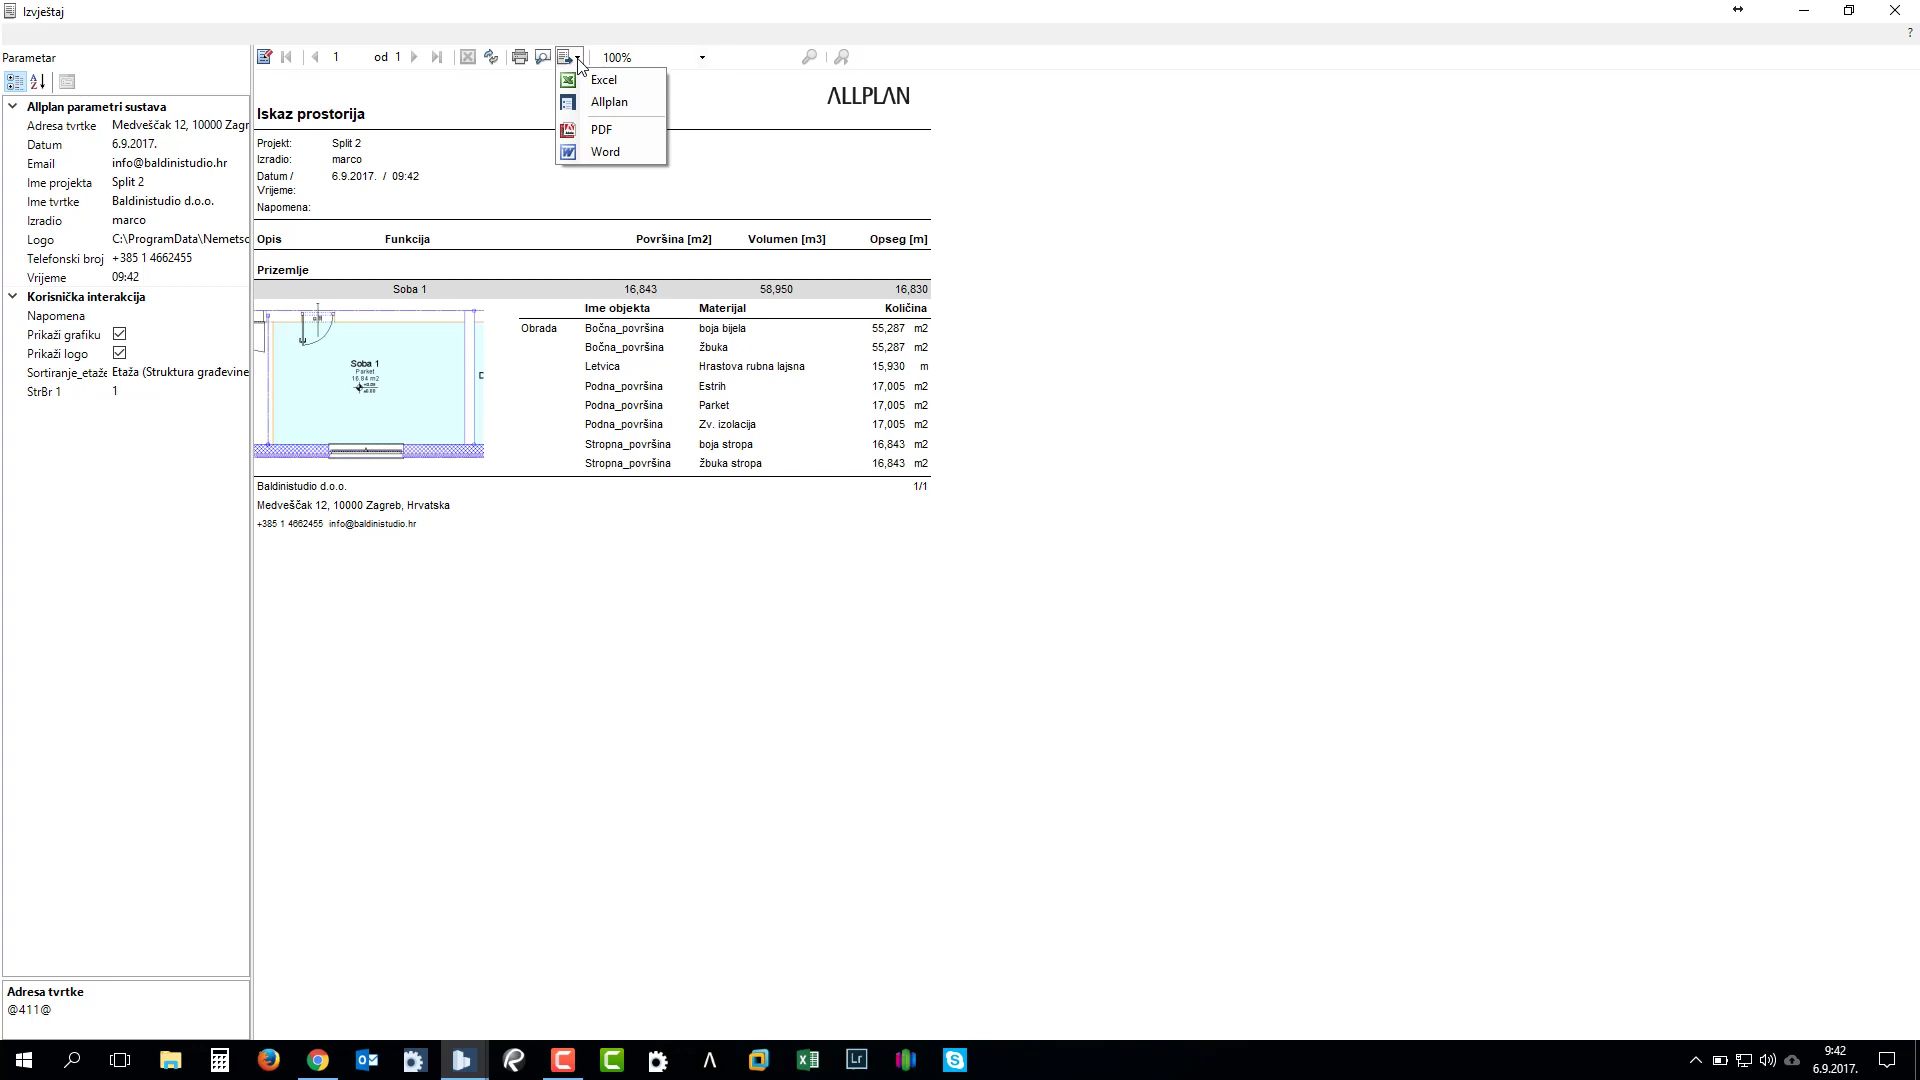 Izvještaj
?
Parametar
1 od 1 100%
Allplan parametri sustava
Adresa tvrtke Medveščak 12, 10000 Zagr
Datum 6.9.2017.
Email info@baldinistudio.hr
Ime projekta Split 2
Ime tvrtke Baldinistudio d.o.o.
Izradio marco
Logo C:\ProgramData\Nemetsc
Telefonski broj +385 1 4662455
Vrijeme 09:42
Korisnička interakcija
Napomena
Prikaži grafiku
Prikaži logo
Sortiranje_etaže Etaža (Struktura građevine
StrBr 1 1
Adresa tvrtke
@411@
Excel
Allplan
PDF
Word
ALLPLAN
Iskaz prostorija
Projekt: Split 2
Izradio: marco
Datum / 6.9.2017. / 09:42
Vrijeme:
Napomena:
Opis Funkcija Površina [m2] Volumen [m3] Opseg [m]
Prizemlje
Soba 1 16,843 58,950 16,830
Ime objekta Materijal Količina
Obrada Bočna_površina boja bijela 55,287 m2
Bočna_površina žbuka 55,287 m2
Letvica Hrastova rubna lajsna 15,930 m
Podna_površina Estrih 17,005 m2
Podna_površina Parket 17,005 m2
Podna_površina Zv. izolacija 17,005 m2
Stropna_površina boja stropa 16,843 m2
Stropna_površina žbuka stropa 16,843 m2
Soba 1
Parket
16.84 m2
Baldinistudio d.o.o. 1/1
Medveščak 12, 10000 Zagreb, Hrvatska
+385 1 4662455 info@baldinistudio.hr
9:42
6.9.2017.